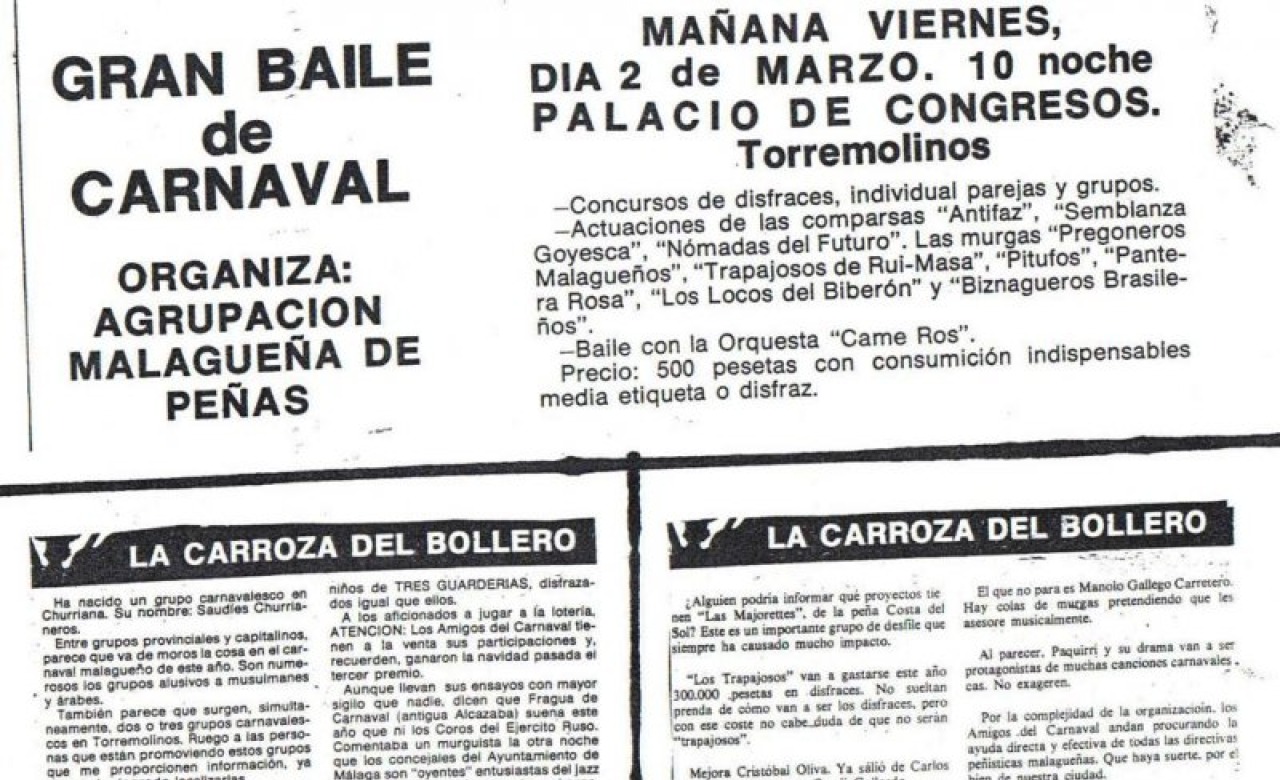 GRAN BAILE
de
CARNAVAL
ORGANIZA:
AGRUPACION
MALAGUEÑA DE
PEÑAS
MAÑANA VIERNES,
DIA 2 de MARZO. 10 noche
PALACIO DE CONGRESOS.
Torremolinos
—Concursos de disfraces, individual parejas y grupos.
—Actuaciones de las comparsas “Antifaz”, “Semblanza
Goyesca”, “Nómadas del Futuro”. Las murgas “Pregoneros
Malagueños”, “Trapajosos de Rui-Masa”, “Pitufos”, “Pante-
ra Rosa”, “Los Locos del Biberón” y “Biznagueros Brasile-
ños”.
—Baile con la Orquesta “Came Ros”.
Precio: 500 pesetas con consumición indispensables
media etiqueta o disfraz.
LA CARROZA DEL BOLLERO
Ha nacido un grupo carnavalesco en
Churriana. Su nombre: Saudíes Churria-
neros.
Entre grupos provinciales y capitalinos,
parece que va de moros la cosa en el car-
naval malagueño de este año. Son nume-
rosos los grupos alusivos a musulmanes
y árabes.
También parece que surgen, simultá-
neamente, dos o tres grupos carnavales-
cos en Torremolinos. Ruego a las perso-
nas que están promoviendo estos grupos
que me proporcionen información, ya
niños de TRES GUARDERIAS, disfraza-
dos igual que ellos.
A los aficionados a jugar a la lotería,
ATENCION: Los Amigos del Carnaval tie-
nen a la venta sus participaciones y,
recuerden, ganaron la navidad pasada el
tercer premio.
Aunque llevan sus ensayos con mayor
sigilo que nadie, dicen que Fragua de
Carnaval (antigua Alcazaba) suena este
año que ni los Coros del Ejercito Ruso.
Comentaba un murguista la otra noche
que los concejales del Ayuntamiento de
Málaga son “oyentes” entusiastas del jazz
LA CARROZA DEL BOLLERO
¿Alguien podría informar qué proyectos tie
nen “Las Majorettes”, de la peña Costa del
Sol? Este es un importante grupo de desfile que
siempre ha causado mucho impacto.
“Los Trapajosos” van a gastarse este año
300.000 pesetas en disfraces. No sueltan
prenda de cómo van a ser los disfraces, pero
con ese coste no cabe duda de que no serán
“trapajosos”.
Mejora Cristóbal Oliva. Ya salió de Carlos
El que no para es Manolo Gallego Carretero.
Hay colas de murgas pretendiendo que les
asesore musicalmente.
Al parecer, Paquirri y su drama van a ser
protagonistas de muchas canciones carnavales
cas. No exageren.
Por la complejidad de la organización, los
Amigos del Carnaval andan procurando la
ayuda directa y efectiva de todas las directivas
peñísticas malagueñas. Que haya suerte, por el
bien de nuestra ciudad.